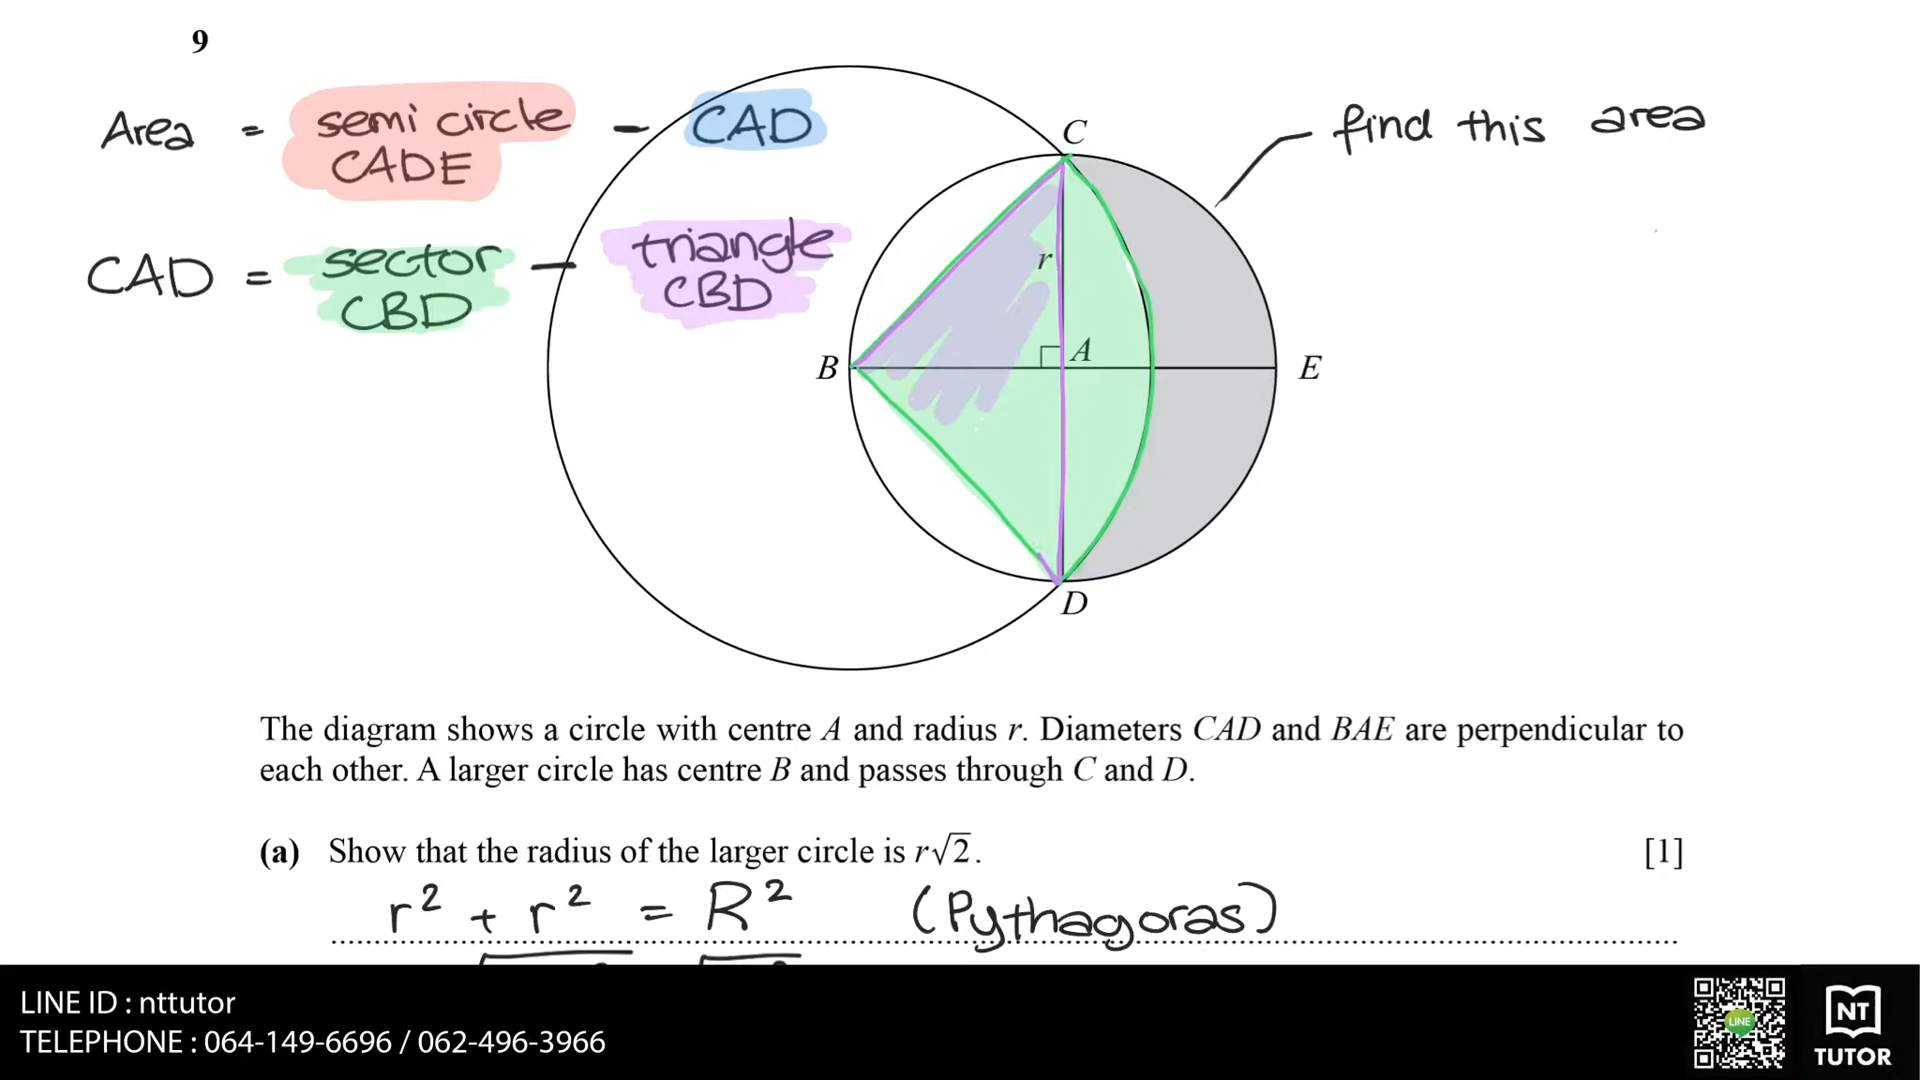 9
Area = semi circle CADE - CAD
CAD = sector CBD - triangle CBD
find this area
C
r
A
B
E
D
The diagram shows a circle with centre A and radius r. Diameters CAD and BAE are perpendicular to
each other. A larger circle has centre B and passes through C and D.
(a) Show that the radius of the larger circle is r√2. [1]
r² + r² = R² (Pythagoras)
LINE ID : nttutor
TELEPHONE : 064-149-6696 / 062-496-3966
LINE
NT
TUTOR